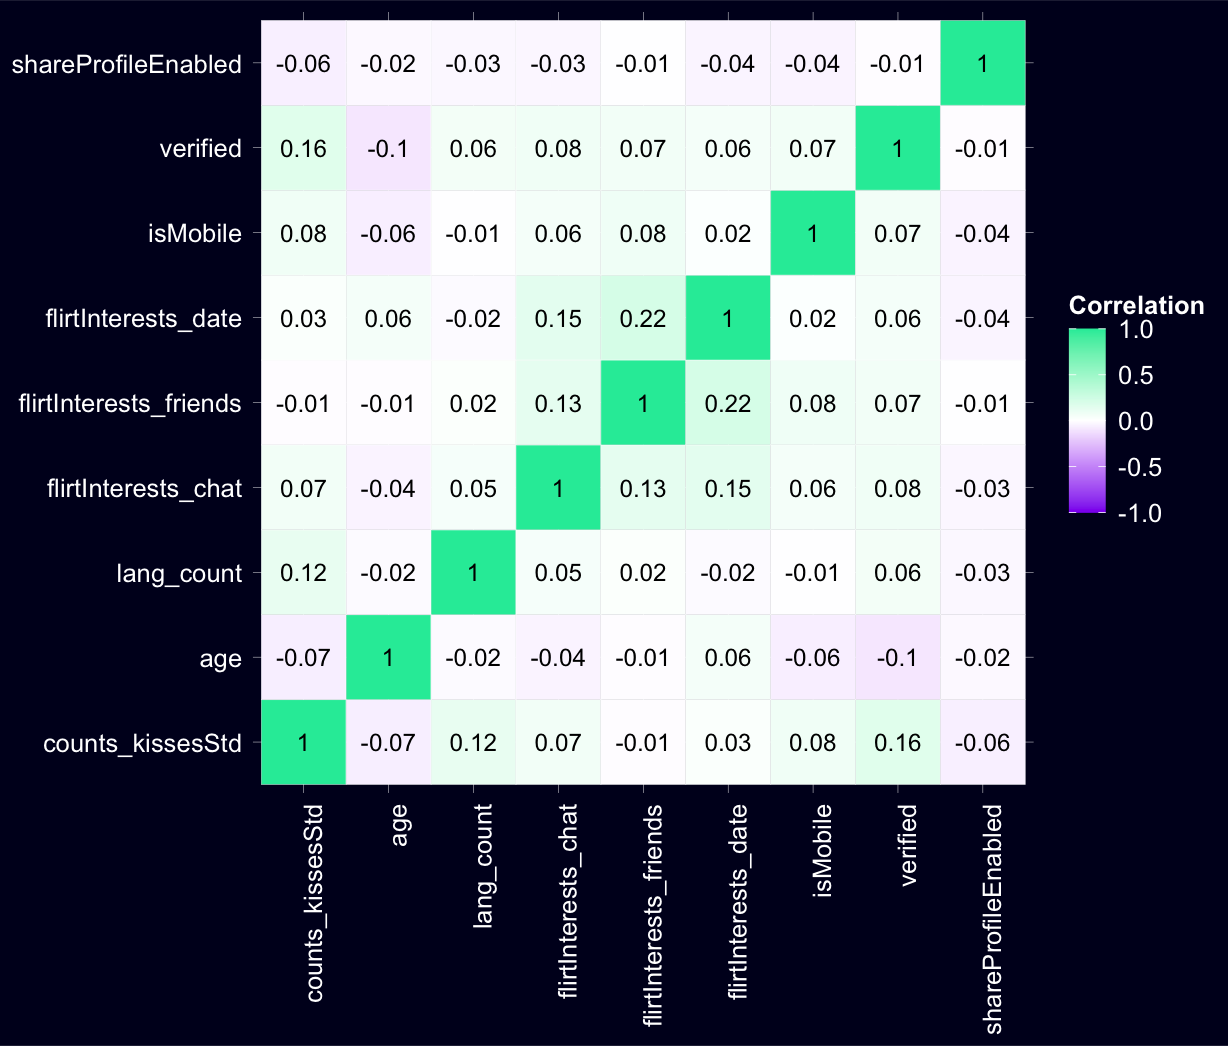 shareProfileEnabled -0.06 -0.02 -0.03 -0.03 -0.01 -0.04 -0.04 -0.01 1
verified 0.16 -0.1 0.06 0.08 0.07 0.06 0.07 1 -0.01
isMobile 0.08 -0.06 -0.01 0.06 0.08 0.02 1 0.07 -0.04
flirtInterests_date 0.03 0.06 -0.02 0.15 0.22 1 0.02 0.06 -0.04
flirtInterests_friends -0.01 -0.01 0.02 0.13 1 0.22 0.08 0.07 -0.01
flirtInterests_chat 0.07 -0.04 0.05 1 0.13 0.15 0.06 0.08 -0.03
lang_count 0.12 -0.02 1 0.05 0.02 -0.02 -0.01 0.06 -0.03
age -0.07 1 -0.02 -0.04 -0.01 0.06 -0.06 -0.1 -0.02
counts_kissesStd 1 -0.07 0.12 0.07 -0.01 0.03 0.08 0.16 -0.06
counts_kissesStd
age
lang_count
flirtInterests_chat
flirtInterests_friends
flirtInterests_date
isMobile
verified
shareProfileEnabled
Correlation
1.0
0.5
0.0
-0.5
-1.0